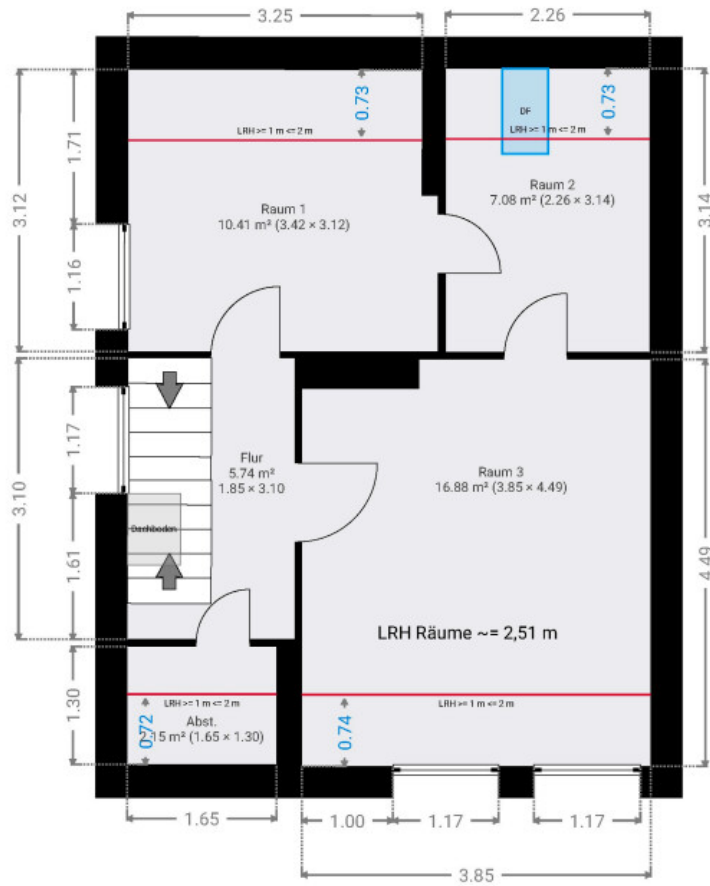 3.25
2.26
0.73
0.73
DF
LRH >= 1 m <= 2 m
LRH >= 1 m <= 2 m
1.71
3.12
3.14
Raum 1
10.41 m² (3.42 × 3.12)
Raum 2
7.08 m² (2.26 × 3.14)
1.16
1.17
3.10
Flur
5.74 m²
1.85 × 3.10
Raum 3
16.88 m² (3.85 × 4.49)
Dachboden
1.61
4.49
LRH Räume ~= 2,51 m
1.30
LRH >= 1 m <= 2 m
LRH >= 1 m <= 2 m
0.72
Abst.
2.15 m² (1.65 × 1.30)
0.74
1.65
1.00
1.17
1.17
3.85